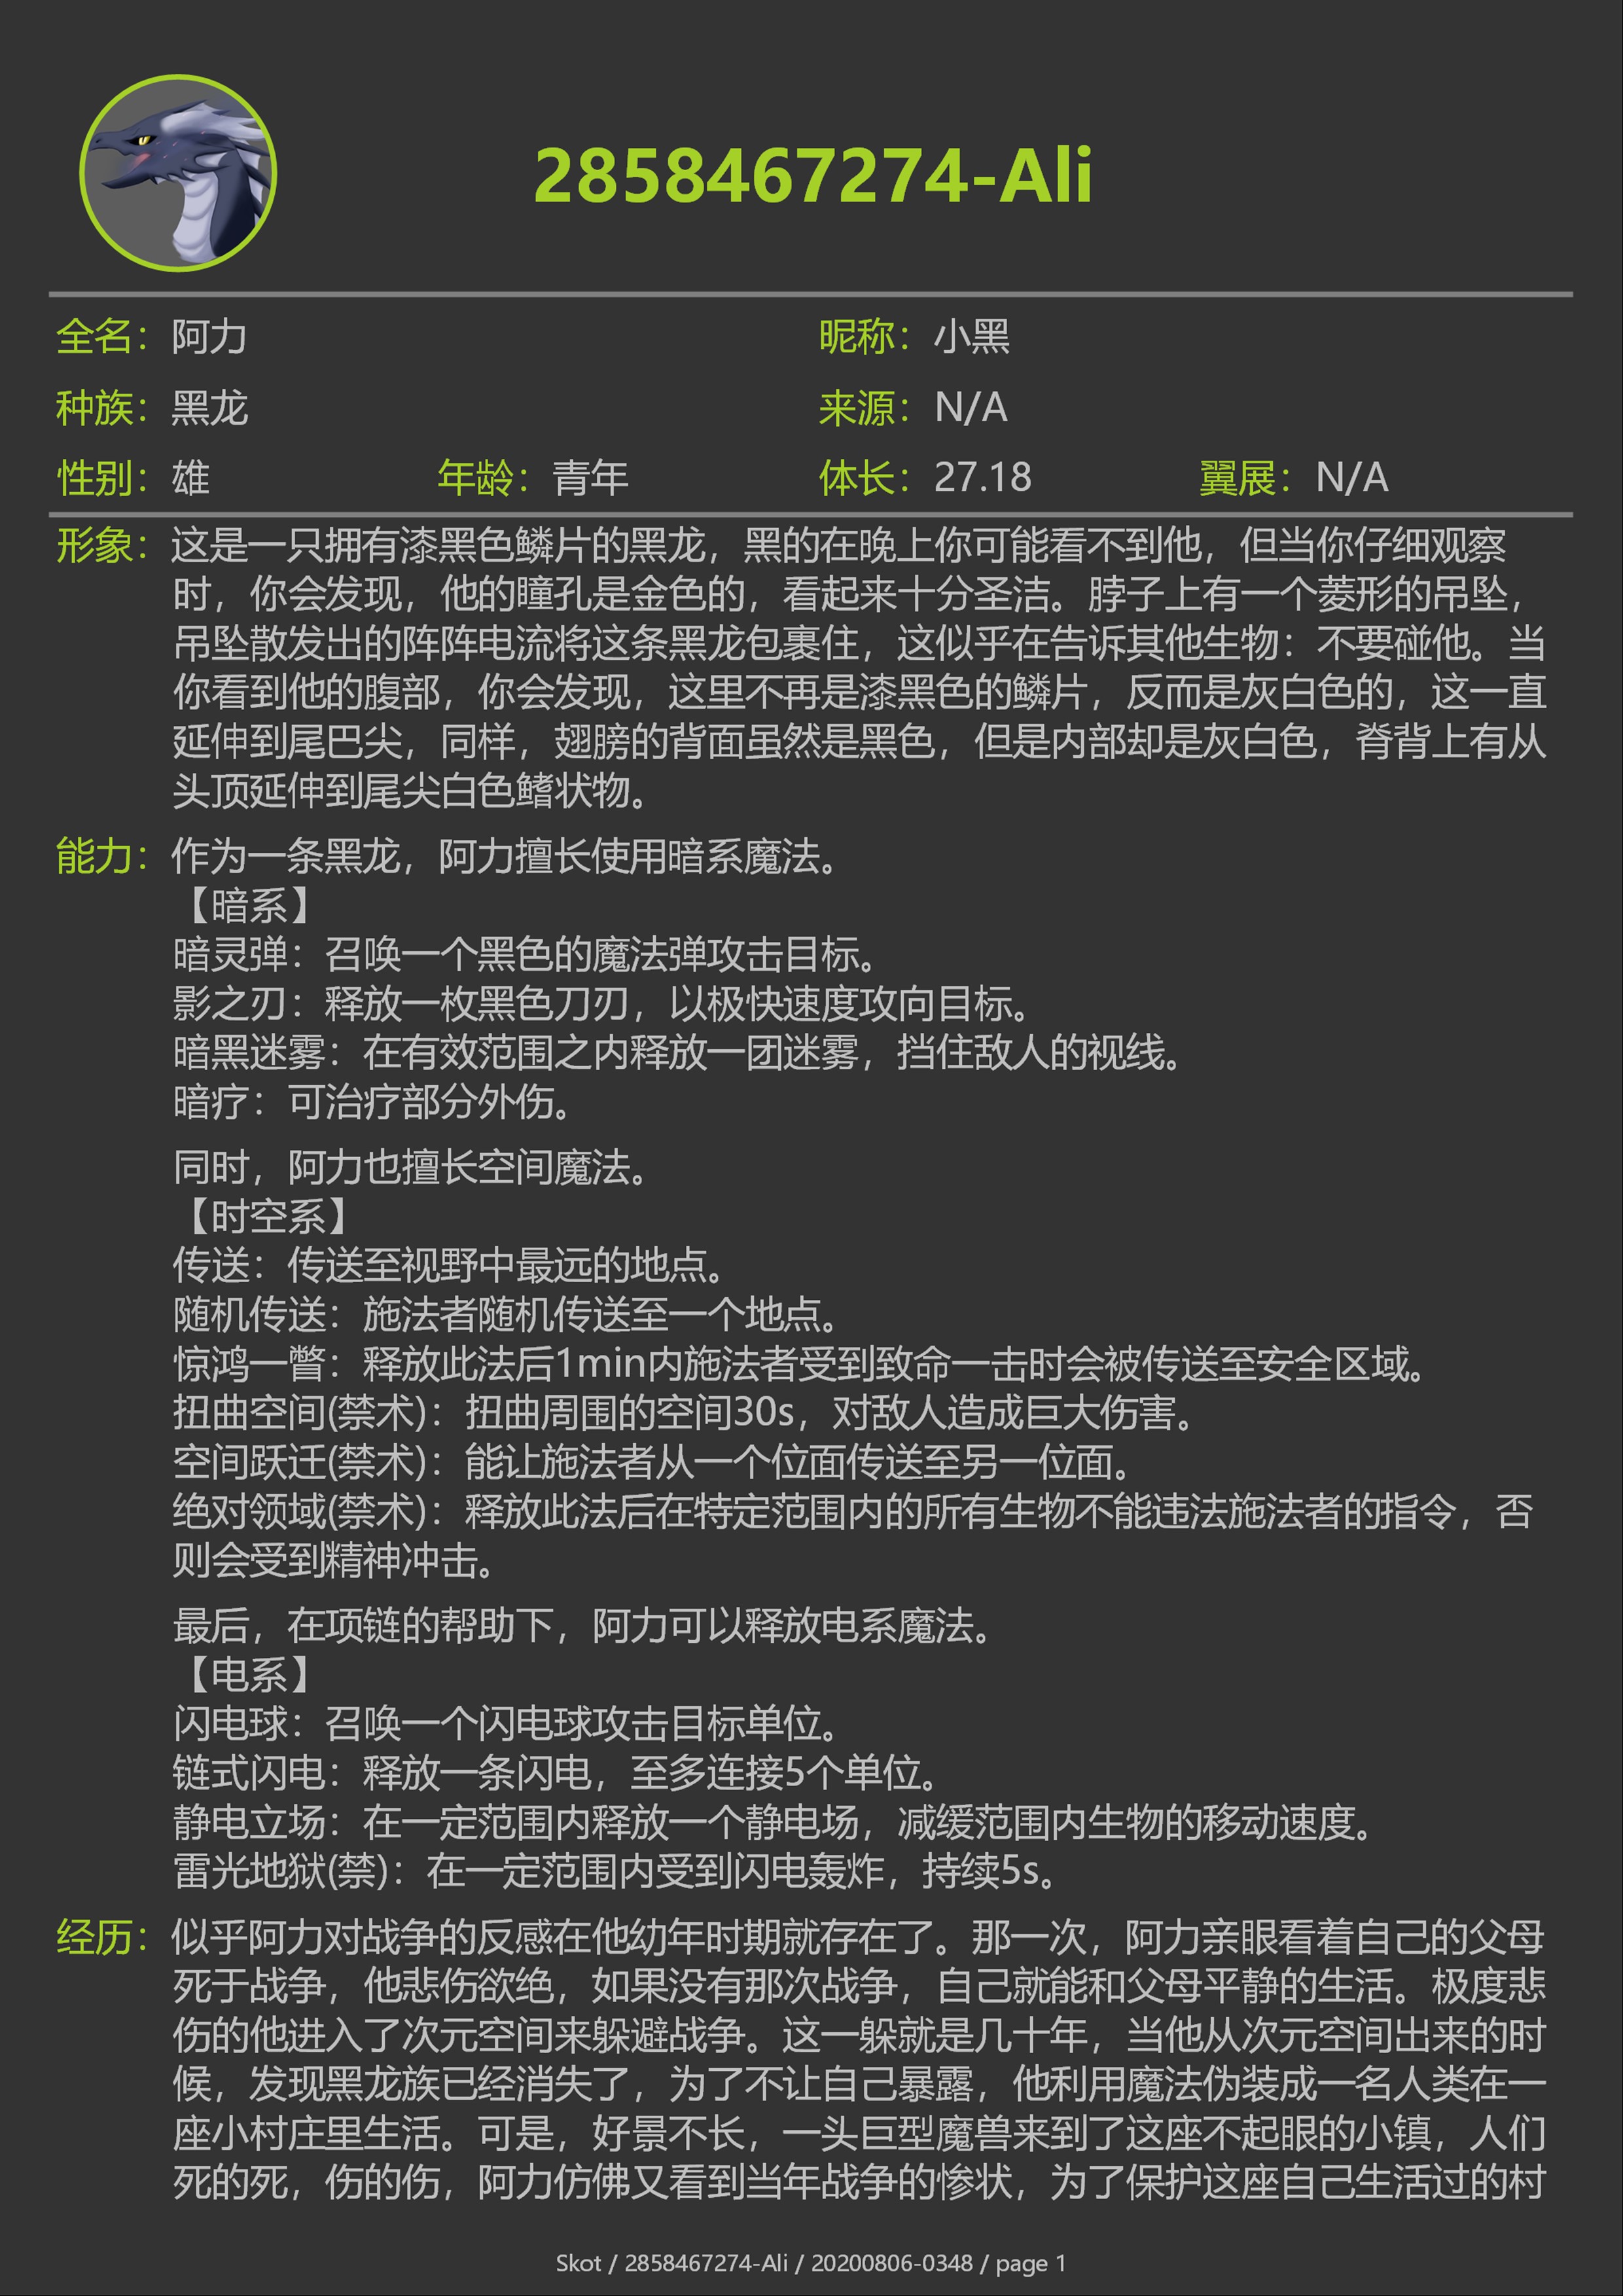 2858467274-Ali
全名：阿力 昵称：小黑
种族：黑龙 来源：N/A
性别：雄 年龄：青年 体长：27.18 翼展：N/A
形象：这是一只拥有漆黑色鳞片的黑龙，黑的在晚上你可能看不到他，但当你仔细观察
时，你会发现，他的瞳孔是金色的，看起来十分圣洁。脖子上有一个菱形的吊坠，
吊坠散发出的阵阵电流将这条黑龙包裹住，这似乎在告诉其他生物：不要碰他。当
你看到他的腹部，你会发现，这里不再是漆黑色的鳞片，反而是灰白色的，这一直
延伸到尾巴尖，同样，翅膀的背面虽然是黑色，但是内部却是灰白色，脊背上有从
头顶延伸到尾尖白色鳍状物。
能力：作为一条黑龙，阿力擅长使用暗系魔法。
【暗系】
暗灵弹：召唤一个黑色的魔法弹攻击目标。
影之刃：释放一枚黑色刀刃，以极快速度攻向目标。
暗黑迷雾：在有效范围之内释放一团迷雾，挡住敌人的视线。
暗疗：可治疗部分外伤。
同时，阿力也擅长空间魔法。
【时空系】
传送：传送至视野中最远的地点。
随机传送：施法者随机传送至一个地点。
惊鸿一瞥：释放此法后1min内施法者受到致命一击时会被传送至安全区域。
扭曲空间(禁术)：扭曲周围的空间30s，对敌人造成巨大伤害。
空间跃迁(禁术)：能让施法者从一个位面传送至另一位面。
绝对领域(禁术)：释放此法后在特定范围内的所有生物不能违法施法者的指令，否
则会受到精神冲击。
最后，在项链的帮助下，阿力可以释放电系魔法。
【电系】
闪电球：召唤一个闪电球攻击目标单位。
链式闪电：释放一条闪电，至多连接5个单位。
静电立场：在一定范围内释放一个静电场，减缓范围内生物的移动速度。
雷光地狱(禁)：在一定范围内受到闪电轰炸，持续5s。
经历：似乎阿力对战争的反感在他幼年时期就存在了。那一次，阿力亲眼看着自己的父母
死于战争，他悲伤欲绝，如果没有那次战争，自己就能和父母平静的生活。极度悲
伤的他进入了次元空间来躲避战争。这一躲就是几十年，当他从次元空间出来的时
候，发现黑龙族已经消失了，为了不让自己暴露，他利用魔法伪装成一名人类在一
座小村庄里生活。可是，好景不长，一头巨型魔兽来到了这座不起眼的小镇，人们
死的死，伤的伤，阿力仿佛又看到当年战争的惨状，为了保护这座自己生活过的村
Skot / 2858467274-Ali / 20200806-0348 / page 1